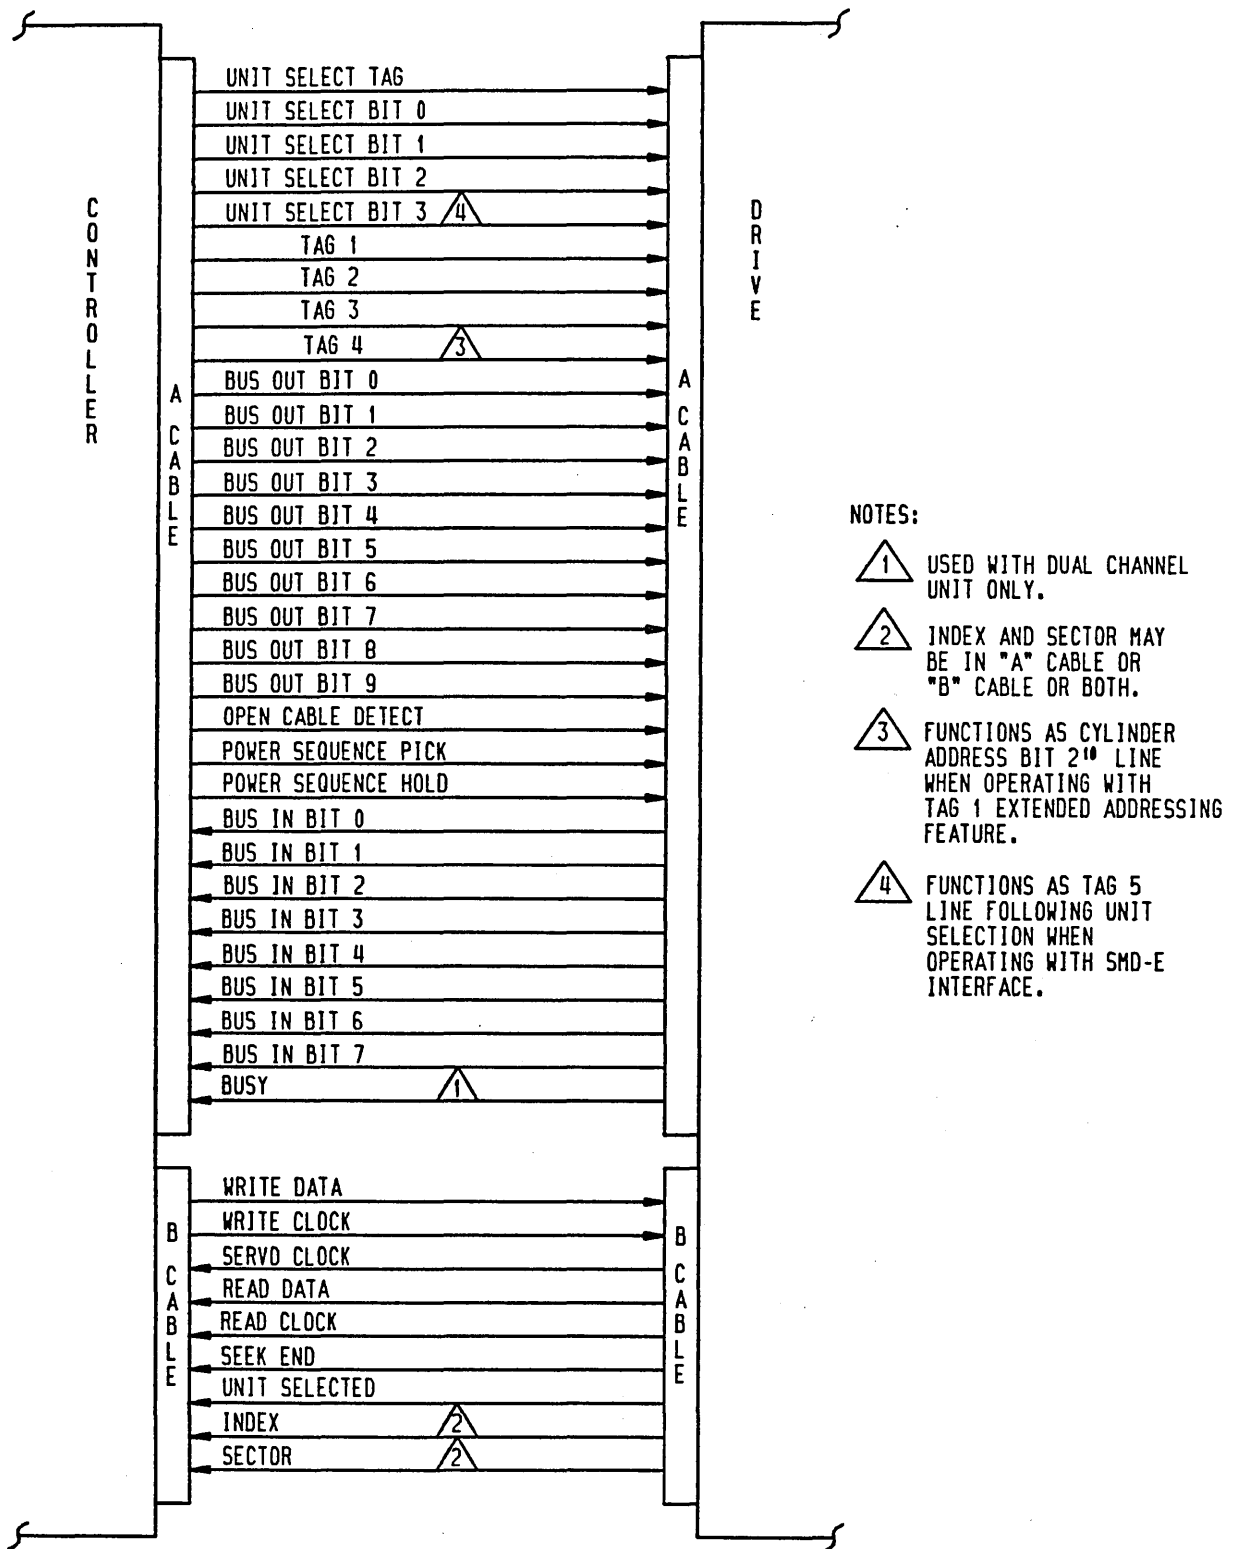 UNIT SELECT TAG
UNIT SELECT BIT 0
UNIT SELECT BIT 1
UNIT SELECT BIT 2
UNIT SELECT BIT 3 4
TAG 1
TAG 2
TAG 3
TAG 4 3
BUS OUT BIT 0
BUS OUT BIT 1
BUS OUT BIT 2
BUS OUT BIT 3
BUS OUT BIT 4
BUS OUT BIT 5
BUS OUT BIT 6
BUS OUT BIT 7
BUS OUT BIT 8
BUS OUT BIT 9
OPEN CABLE DETECT
POWER SEQUENCE PICK
POWER SEQUENCE HOLD
BUS IN BIT 0
BUS IN BIT 1
BUS IN BIT 2
BUS IN BIT 3
BUS IN BIT 4
BUS IN BIT 5
BUS IN BIT 6
BUS IN BIT 7
BUSY 1
WRITE DATA
WRITE CLOCK
SERVO CLOCK
READ DATA
READ CLOCK
SEEK END
UNIT SELECTED
INDEX 2
SECTOR 2
CONTROLLER
A CABLE
B CABLE
A CABLE
B CABLE
DRIVE
NOTES:
1 USED WITH DUAL CHANNEL
UNIT ONLY.
2 INDEX AND SECTOR MAY
BE IN "A" CABLE OR
"B" CABLE OR BOTH.
3 FUNCTIONS AS CYLINDER
ADDRESS BIT 2¹⁰ LINE
WHEN OPERATING WITH
TAG 1 EXTENDED ADDRESSING
FEATURE.
4 FUNCTIONS AS TAG 5
LINE FOLLOWING UNIT
SELECTION WHEN
OPERATING WITH SMD-E
INTERFACE.